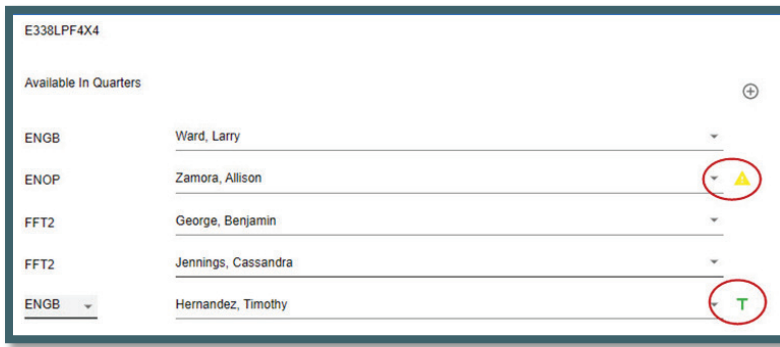 E338LPF4X4
Available In Quarters
ENGB Ward, Larry
ENOP Zamora, Allison
FFT2 George, Benjamin
FFT2 Jennings, Cassandra
ENGB Hernandez, Timothy T